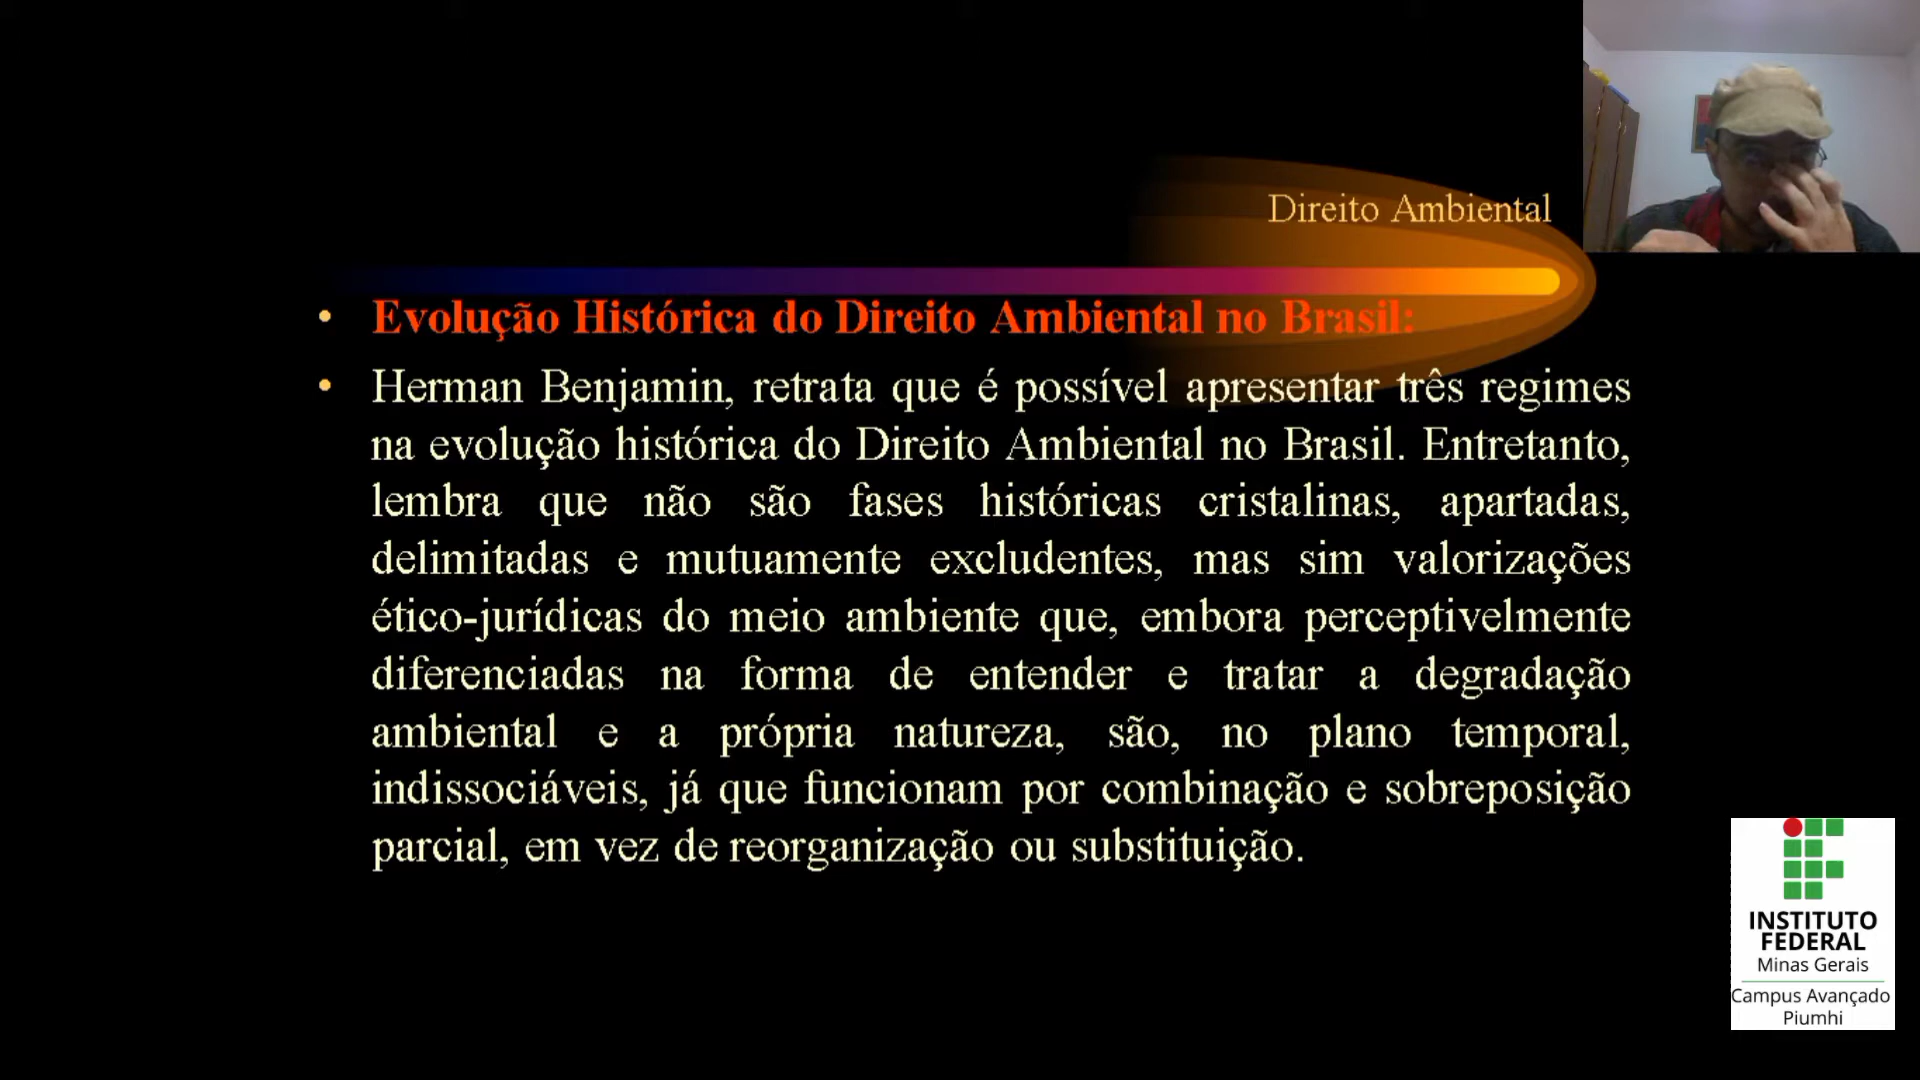 Direito Ambiental
• Evolução Histórica do Direito Ambiental no Brasil:
• Herman Benjamin, retrata que é possível apresentar três regimes
na evolução histórica do Direito Ambiental no Brasil. Entretanto,
lembra que não são fases históricas cristalinas, apartadas,
delimitadas e mutuamente excludentes, mas sim valorizações
ético-jurídicas do meio ambiente que, embora perceptivelmente
diferenciadas na forma de entender e tratar a degradação
ambiental e a própria natureza, são, no plano temporal,
indissociáveis, já que funcionam por combinação e sobreposição
parcial, em vez de reorganização ou substituição.
INSTITUTO
FEDERAL
Minas Gerais
Campus Avançado
Piumhi